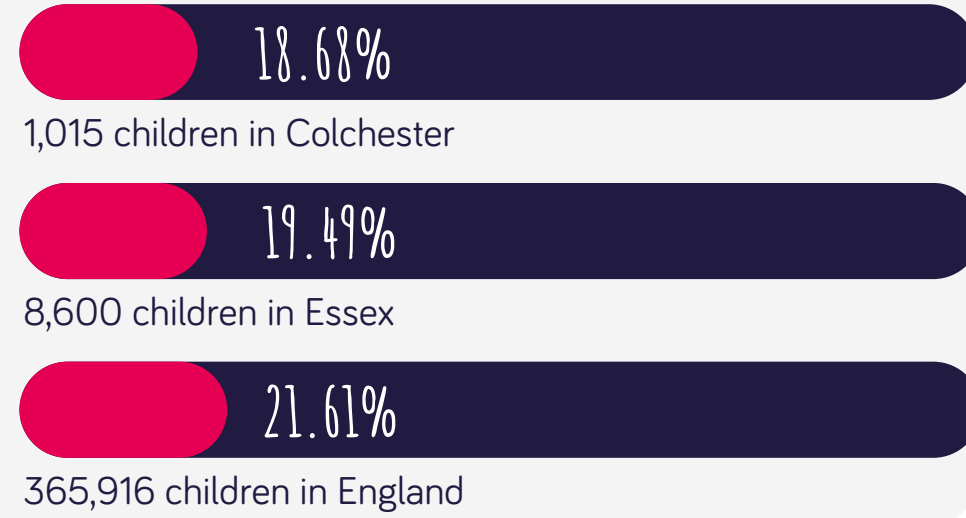 18.68%
1,015 children in Colchester
19.49%
8,600 children in Essex
21.61%
365,916 children in England